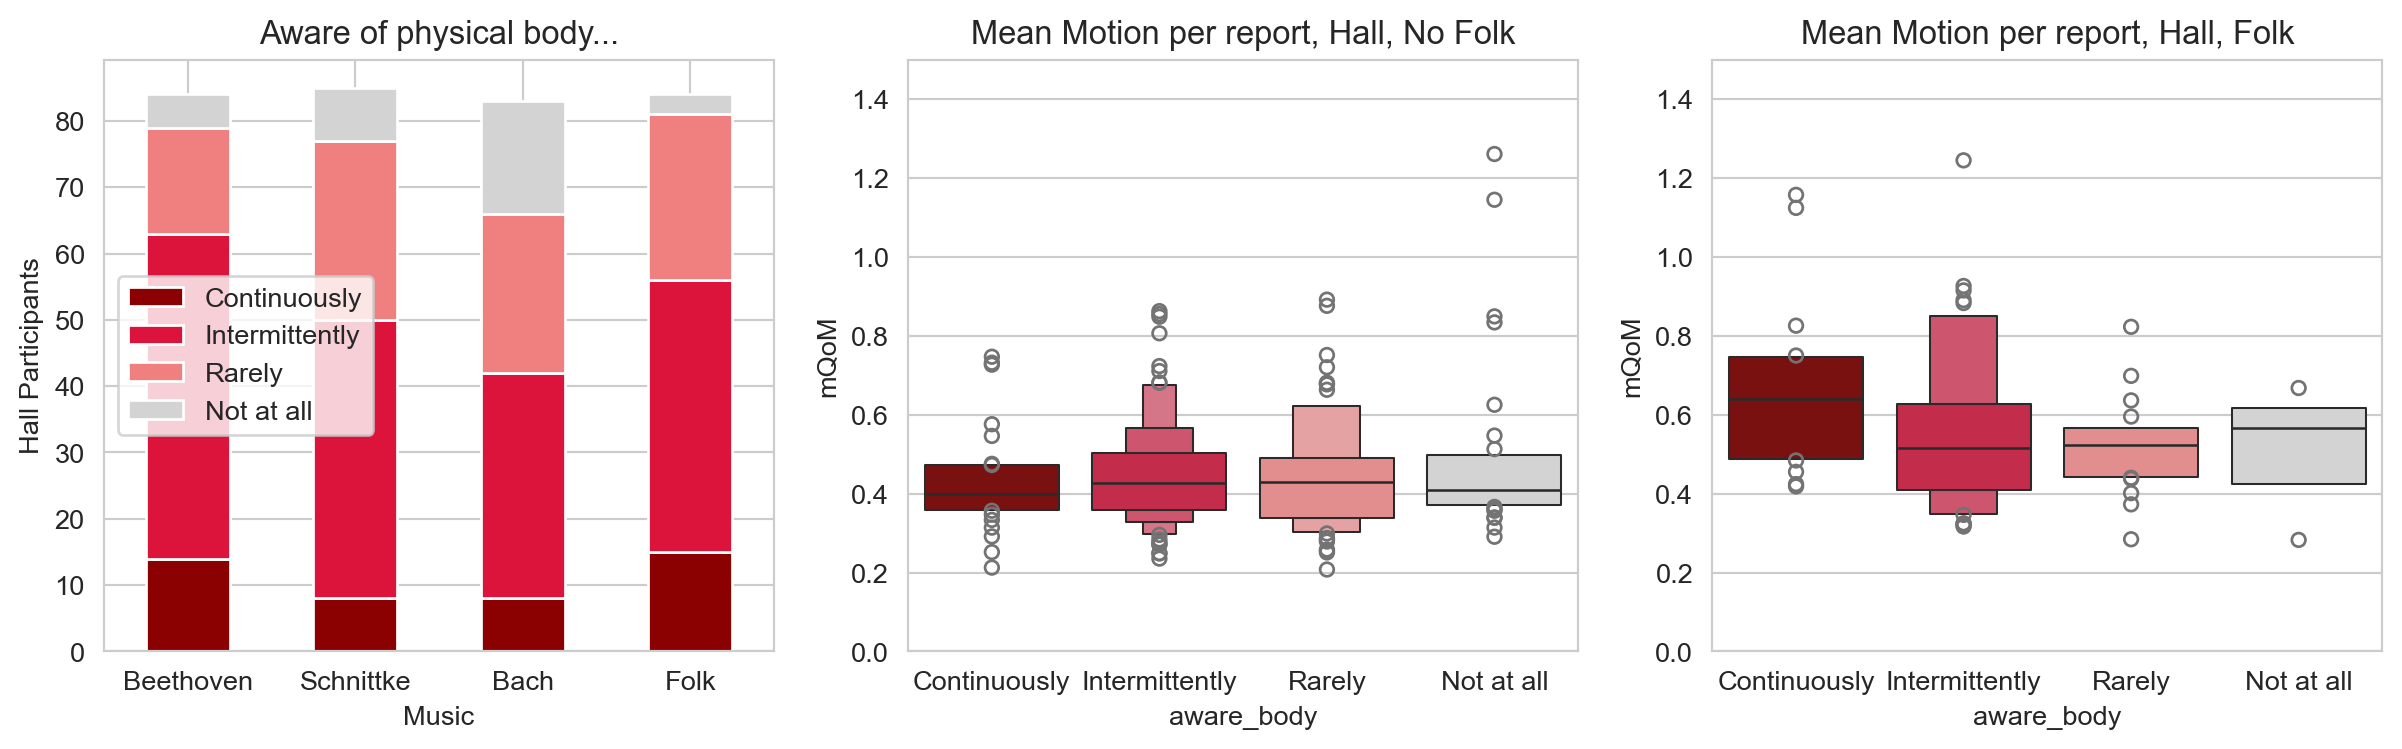 Aware of physical body...
Hall Participants
80
70
60
50
40
30
20
10
0
Continuously
Intermittently
Rarely
Not at all
Beethoven
Schnittke
Bach
Folk
Music
Mean Motion per report, Hall, No Folk
mQoM
1.4
1.2
1.0
0.8
0.6
0.4
0.2
0.0
Continuously
Intermittently
Rarely
Not at all
aware_body
Mean Motion per report, Hall, Folk
mQoM
1.4
1.2
1.0
0.8
0.6
0.4
0.2
0.0
Continuously
Intermittently
Rarely
Not at all
aware_body